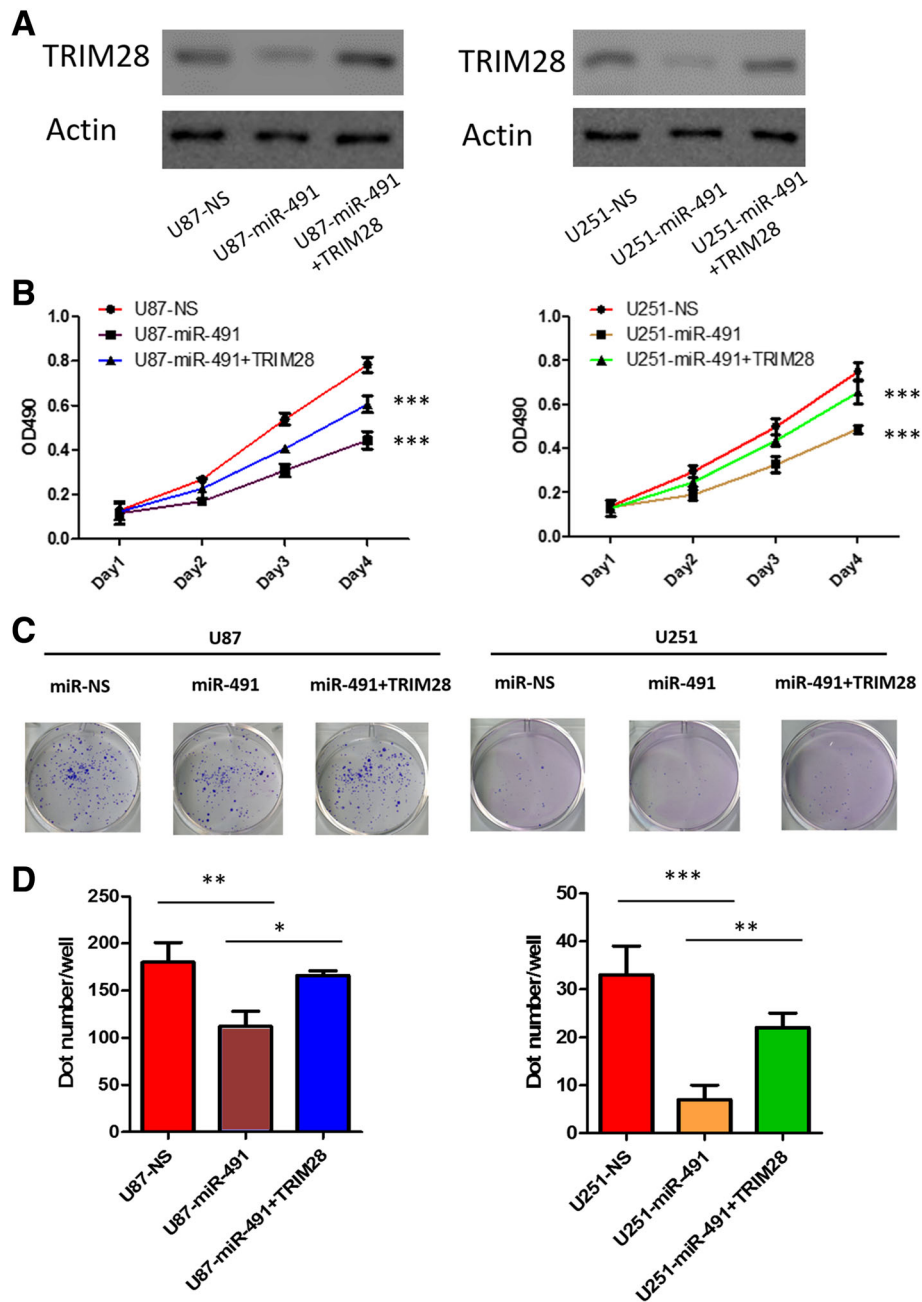 A
TRIM28
Actin
U87-NS
U87-miR-491
U87-miR-491
+TRIM28
TRIM28
Actin
U251-NS
U251-miR-491
U251-miR-491
+TRIM28
B
U87-NS
U87-miR-491
U87-miR-491+TRIM28
1.0
0.8
0.6
0.4
0.2
0.0
OD490
***
***
Day1
Day2
Day3
Day4
U251-NS
U251-miR-491
U251-miR-491+TRIM28
1.0
0.8
0.6
0.4
0.2
0.0
OD490
***
***
Day1
Day2
Day3
Day4
C
U87
U251
miR-NS
miR-491
miR-491+TRIM28
miR-NS
miR-491
miR-491+TRIM28
D
250
200
150
100
50
0
Dot number/well
**
*
U87-NS
U87-miR-491
U87-miR-491+TRIM28
50
40
30
20
10
0
Dot number/well
***
**
U251-NS
U251-miR-491
U251-miR-491+TRIM28